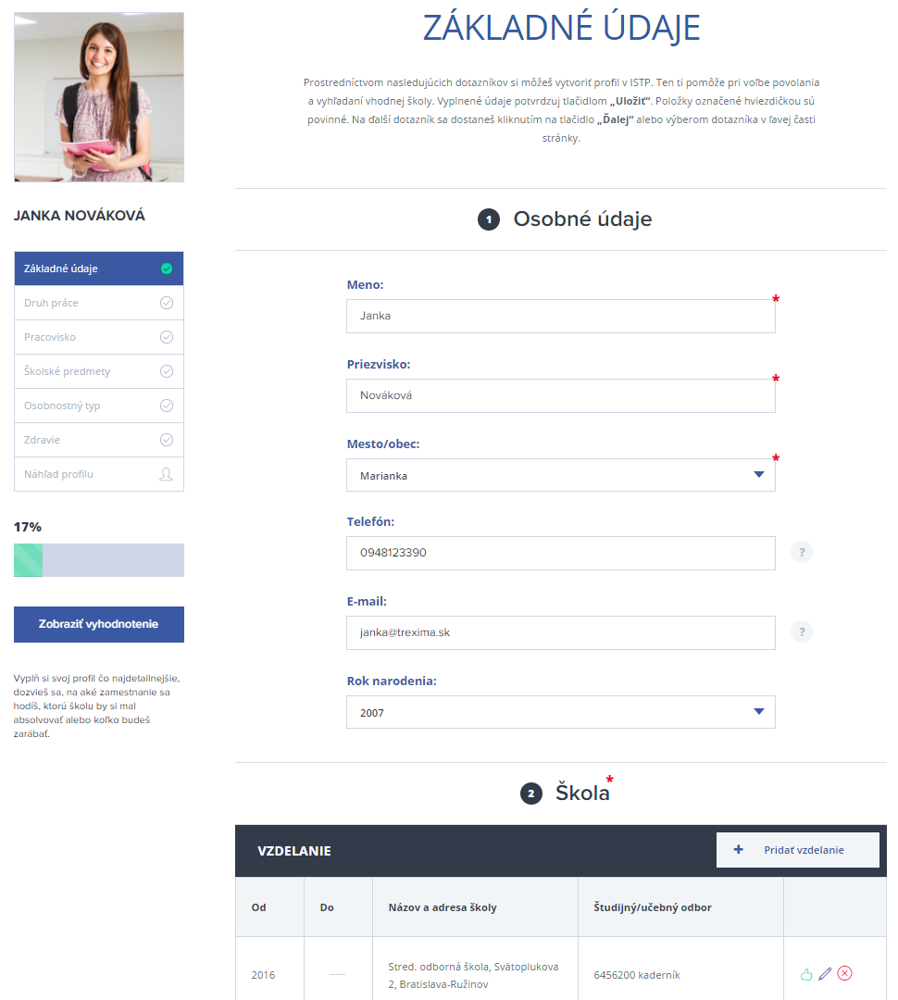 ZÁKLADNÉ ÚDAJE
Prostredníctvom nasledujúcich dotazníkov si môžeš vytvoriť profil v ISTP. Ten ti pomôže pri voľbe povolania
a vyhľadaní vhodnej školy. Vyplnené údaje potvrdzuj tlačidlom „Uložiť“. Položky označené hviezdičkou sú
povinné. Na ďalší dotazník sa dostaneš kliknutím na tlačidlo „Ďalej“ alebo výberom dotazníka v ľavej časti
stránky.
JANKA NOVÁKOVÁ
Základné údaje
Druh práce
Pracovisko
Školské predmety
Osobnostný typ
Zdravie
Náhľad profilu
17%
Zobraziť vyhodnotenie
Vyplň si svoj profil čo najdetailnejšie,
dozvieš sa, na aké zamestnanie sa
hodíš, ktorú školu by si mal
absolvovať alebo koľko budeš
zarábať.
1 Osobné údaje
Meno:
*
Janka
Priezvisko:
*
Nováková
Mesto/obec:
*
Marianka
Telefón:
0948123390 ?
E-mail:
janka@trexima.sk ?
Rok narodenia:
2007
2 Škola *
VZDELANIE + Pridať vzdelanie
Od Do Názov a adresa školy Študijný/učebný odbor
2016 — Stred. odborná škola, Svätoplukova
2, Bratislava-Ružinov 6456200 kaderník